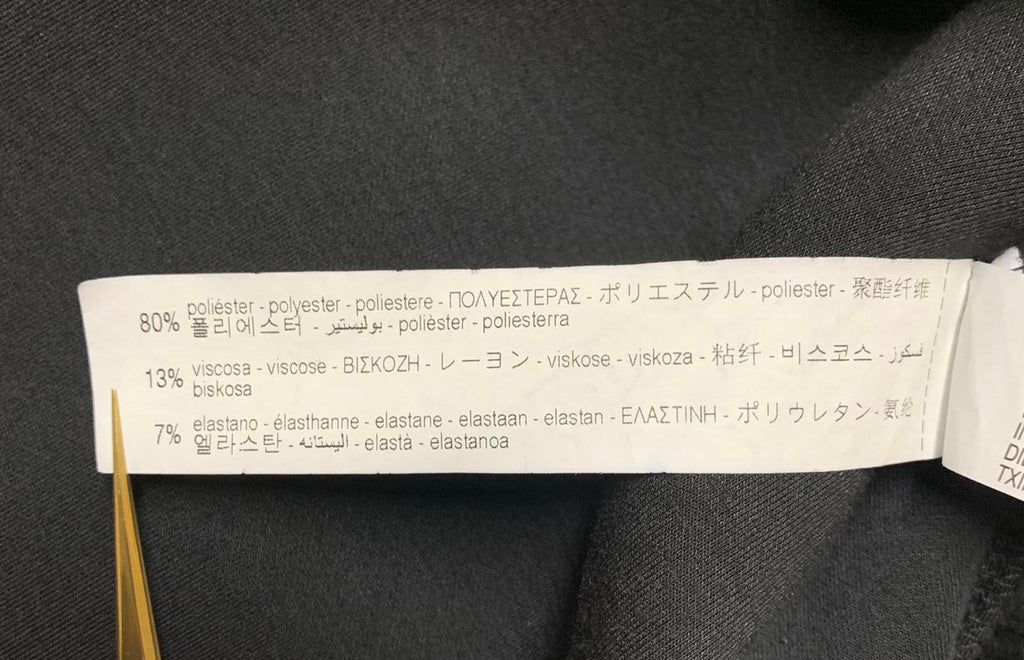 80% poliéster - polyester - poliestere - ΠΟΛΥΕΣΤΕΡΑΣ - ポリエステル - poliester - 聚酯纤维
폴리에스터 - بوليستير - polièster - poliesterra
13% viscosa - viscose - ΒΙΣΚΟΖΗ - レーヨン - viskose - viskoza - 粘纤 - 비스코스 - فسكوز
biskosa
7% elastano - élasthanne - elastane - elastaan - elastan - ΕΛΑΣΤΙΝΗ - ポリウレタン - 氨纶
엘라스탄 - اليستانه - elastà - elastanoa